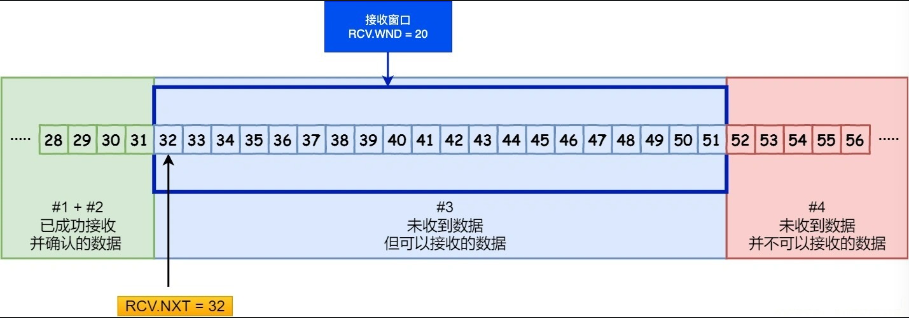 接收窗口
RCV.WND = 20
····· 28 29 30 31 32 33 34 35 36 37 38 39 40 41 42 43 44 45 46 47 48 49 50 51 52 53 54 55 56 ·····
#1 + #2
已成功接收
并确认的数据
#3
未收到数据
但可以接收的数据
#4
未收到数据
并不可以接收的数据
RCV.NXT = 32